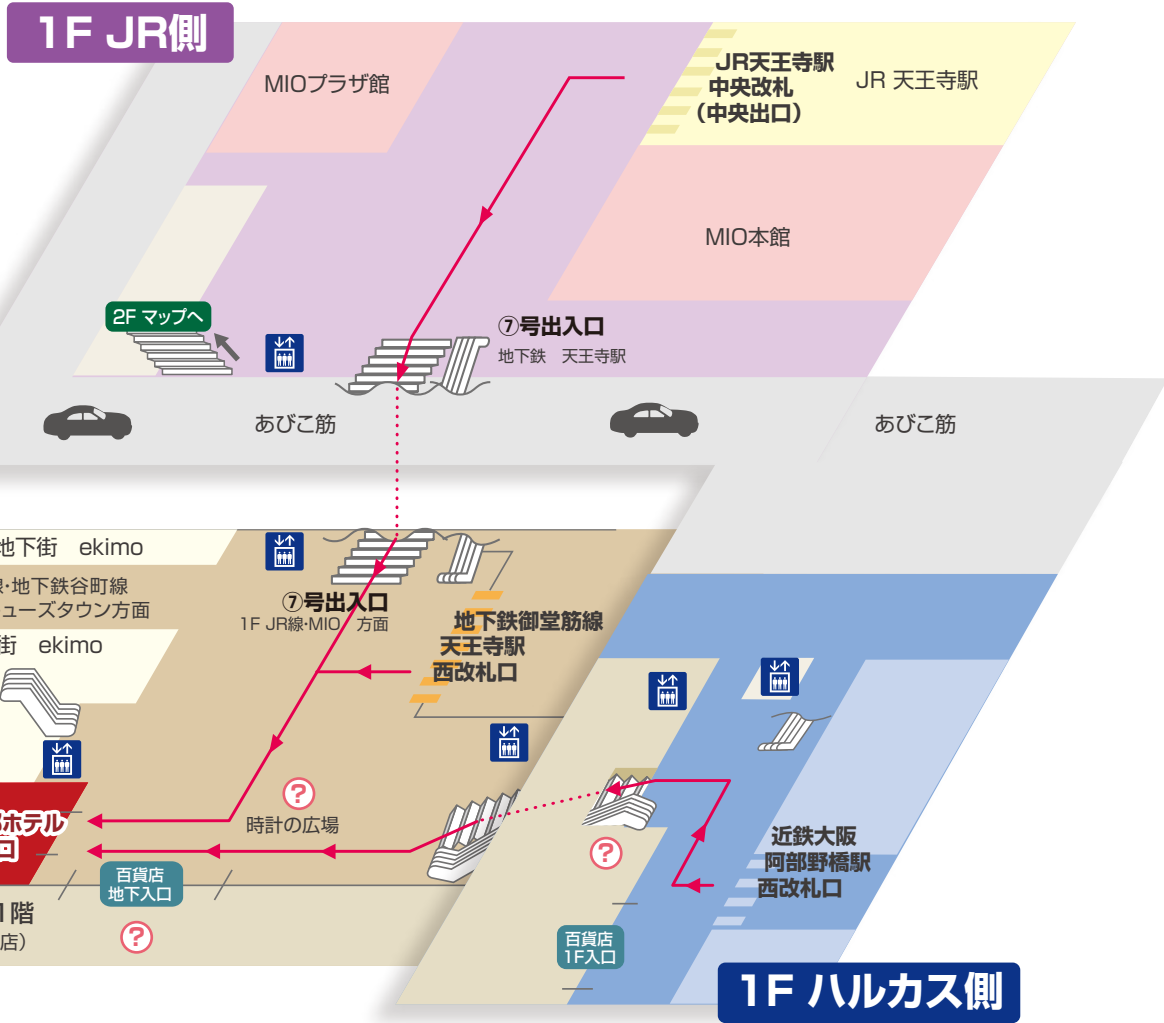 1F JR側
MIOプラザ館
JR天王寺駅
中央改札
（中央出口）
JR 天王寺駅
MIO本館
2F マップへ
⑦号出入口
地下鉄　天王寺駅
あびこ筋
あびこ筋
地下街　ekimo
・地下鉄谷町線
ューズタウン方面
街　ekimo
⑦号出入口
1F JR線・MIO　方面
地下鉄御堂筋線
天王寺駅
西改札口
?
時計の広場
ホテル
口
百貨店
地下入口
1階
店）
?
?
近鉄大阪
阿部野橋駅
西改札口
百貨店
1F入口
1F ハルカス側